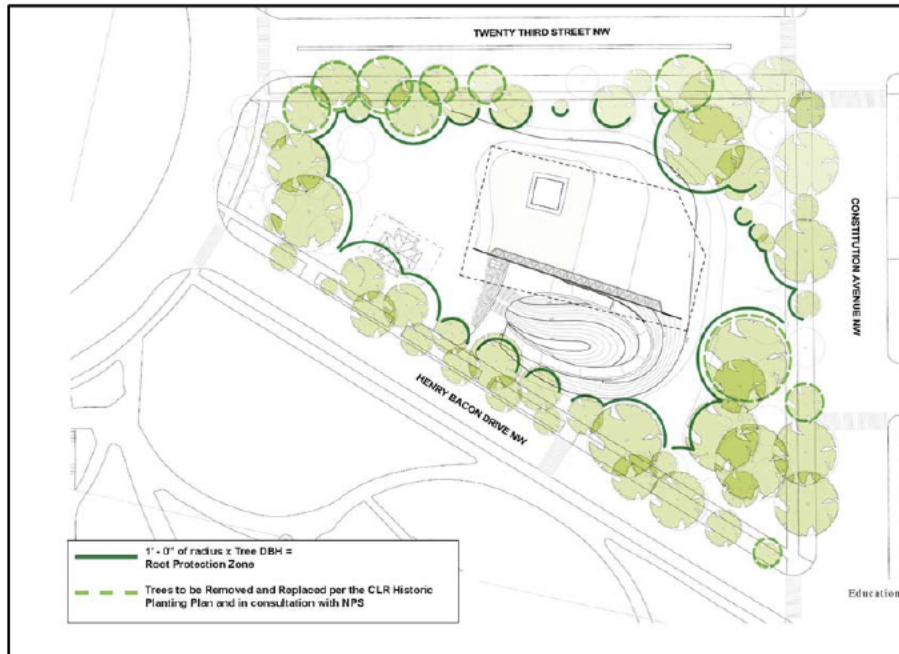 TWENTY THIRD STREET NW
CONSTITUTION AVENUE NW
HENRY BACON DRIVE NW
1' - 0" of radius x Tree DBH =
Root Protection Zone
Trees to be Removed and Replaced per the CLR Historic
Planting Plan and in consultation with NPS
Education